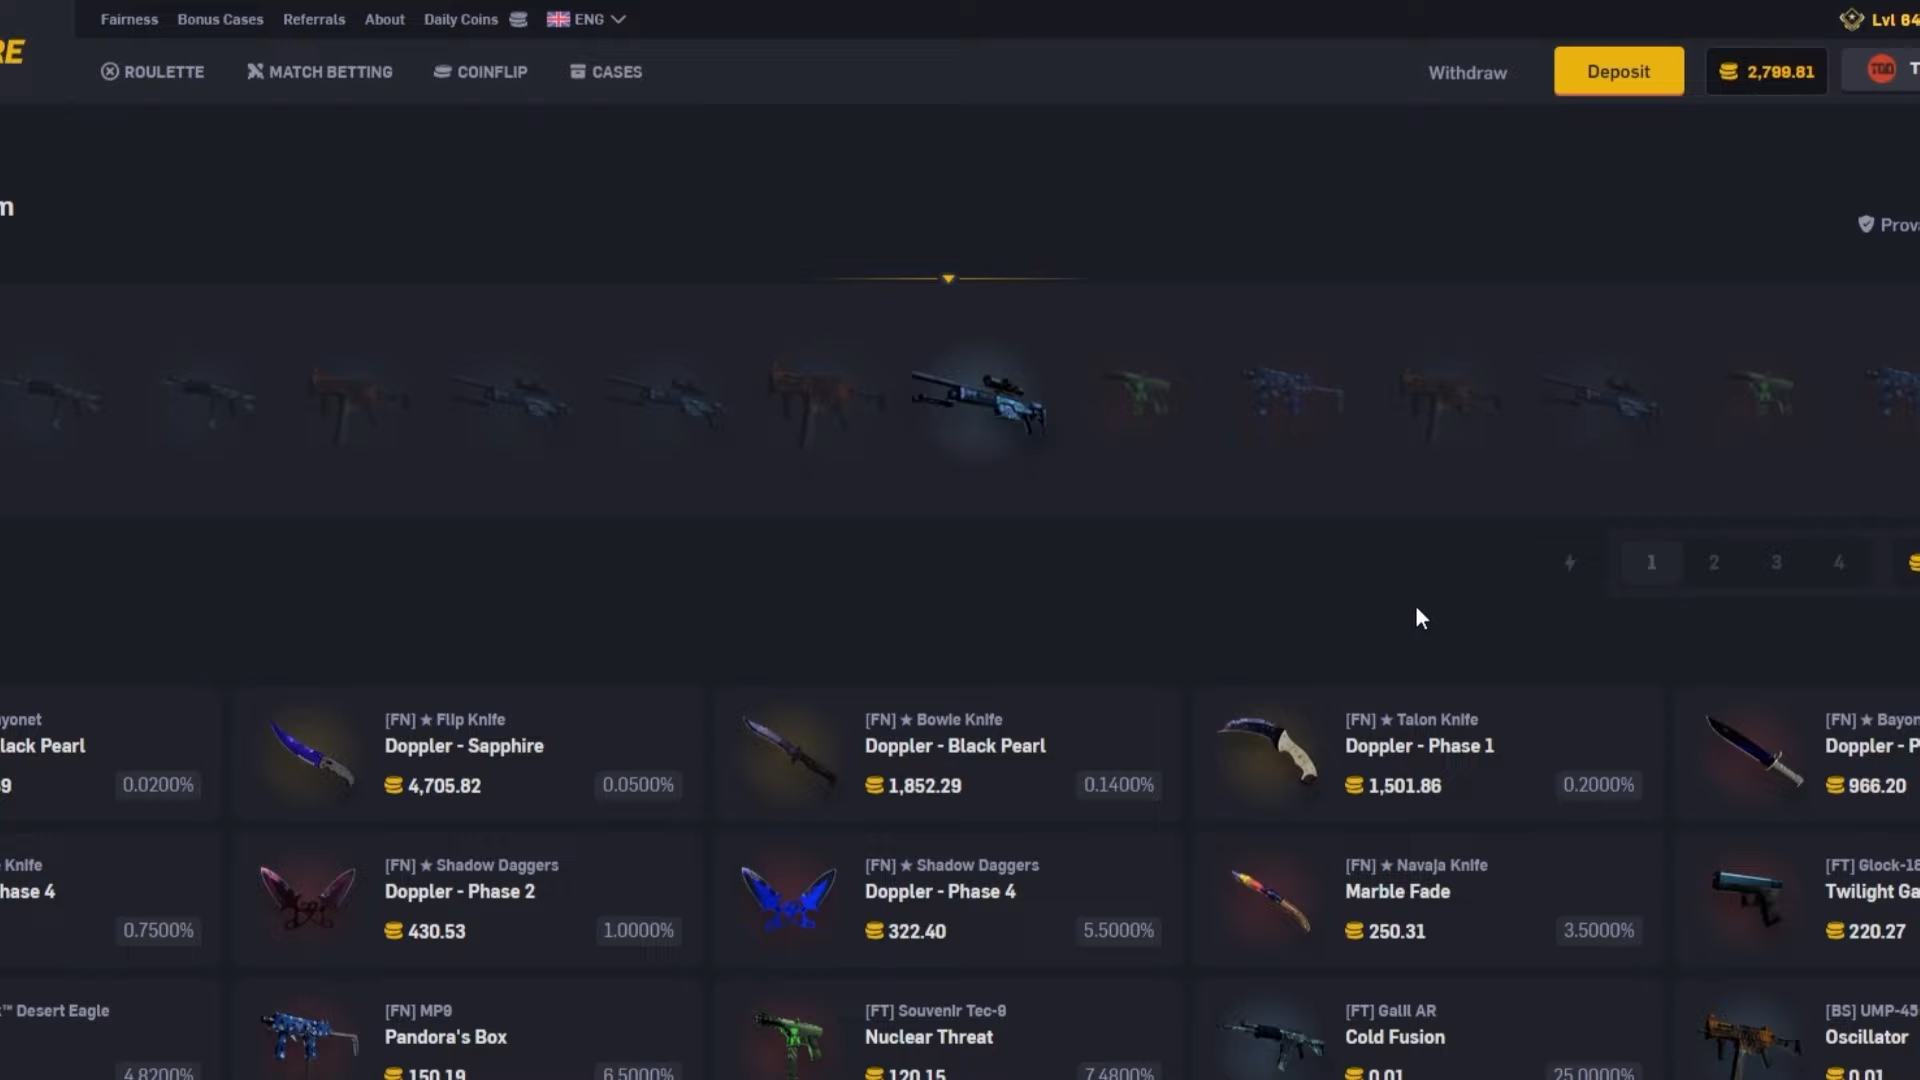 Fairness Bonus Cases Referrals About Daily Coins ENG Lvl 64
RE
ROULETTE MATCH BETTING COINFLIP CASES Withdraw Deposit 2,799.81 TGD T
m
Prova
1 2 3 4
ayonet
lack Pearl
9 0.0200%
[FN] ★ Flip Knife
Doppler - Sapphire
4,705.82 0.0500%
[FN] ★ Bowie Knife
Doppler - Black Pearl
1,852.29 0.1400%
[FN] ★ Talon Knife
Doppler - Phase 1
1,501.86 0.2000%
[FN] ★ Bayon
Doppler - P
966.20
Knife
hase 4
0.7500%
[FN] ★ Shadow Daggers
Doppler - Phase 2
430.53 1.0000%
[FN] ★ Shadow Daggers
Doppler - Phase 4
322.40 5.5000%
[FN] ★ Navaja Knife
Marble Fade
250.31 3.5000%
[FT] Glock-18
Twilight Ga
220.27
™ Desert Eagle
4.8200%
[FN] MP9
Pandora's Box
150.19 6.5000%
[FT] Souvenir Tec-9
Nuclear Threat
120.15 7.4800%
[FT] Galil AR
Cold Fusion
0.01 25.0000%
[BS] UMP-45
Oscillator
0.01